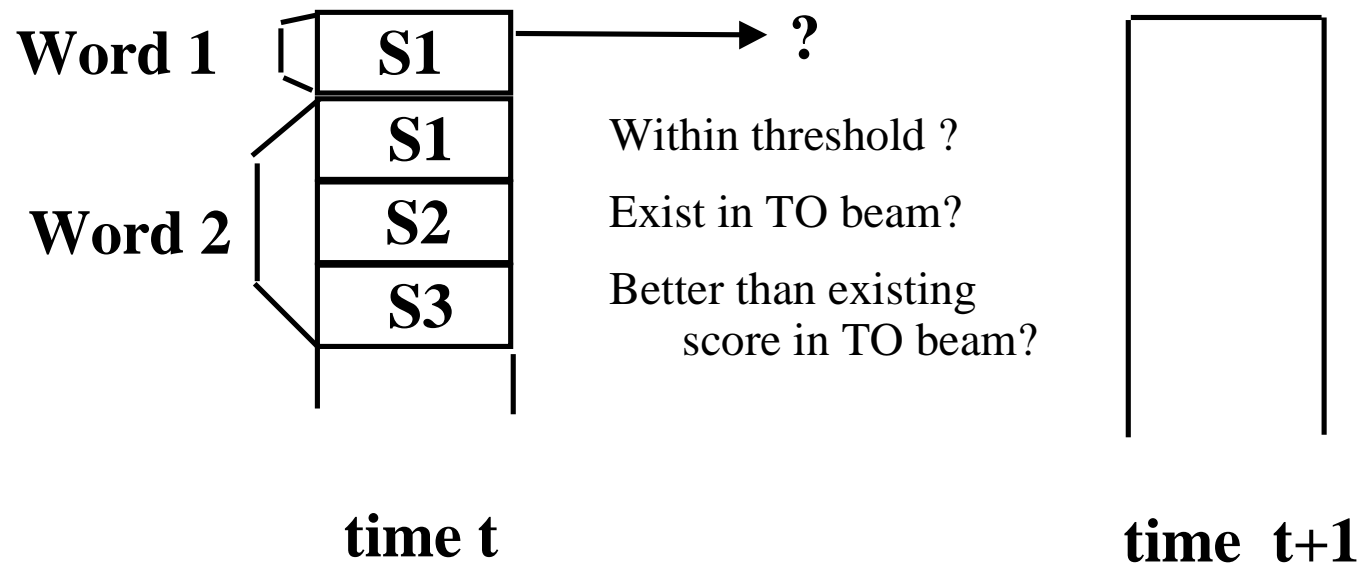 Word 1
S1
?
S1
Within threshold ?
Word 2
S2
Exist in TO beam?
S3
Better than existing
score in TO beam?
time t
time t+1